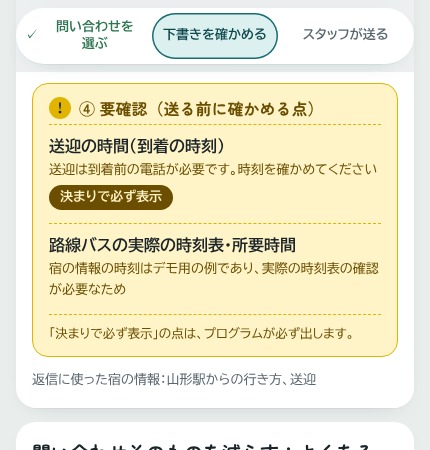 ✓ 問い合わせを
選ぶ
下書きを確かめる
スタッフが送る
! ④ 要確認（送る前に確かめる点）
送迎の時間（到着の時刻）
送迎は到着前の電話が必要です。時刻を確かめてください
決まりで必ず表示
路線バスの実際の時刻表・所要時間
宿の情報の時刻はデモ用の例であり、実際の時刻表の確認
が必要なため
「決まりで必ず表示」の点は、プログラムが必ず出します。
返信に使った宿の情報：山形駅からの行き方、送迎